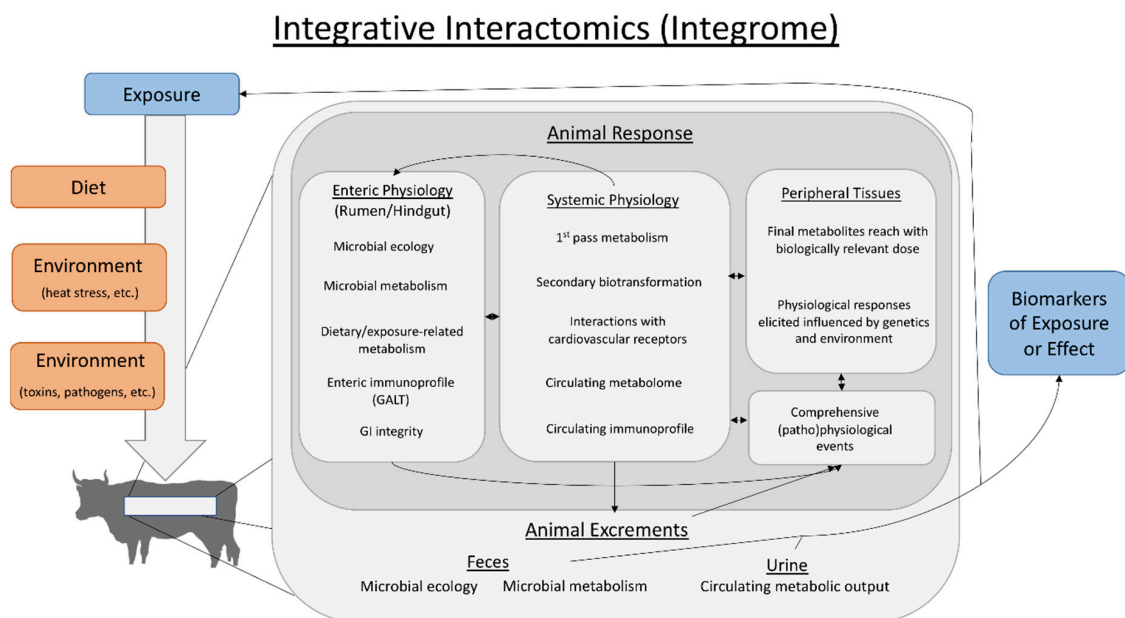 Integrative Interactomics (Integrome)
Exposure
Diet
Environment
(heat stress, etc.)
Environment
(toxins, pathogens, etc.)
Animal Response
Enteric Physiology
(Rumen/Hindgut)
Microbial ecology
Microbial metabolism
Dietary/exposure-related
metabolism
Enteric immunoprofile
(GALT)
GI integrity
Systemic Physiology
1st pass metabolism
Secondary biotransformation
Interactions with
cardiovascular receptors
Circulating metabolome
Circulating immunoprofile
Peripheral Tissues
Final metabolites reach with
biologically relevant dose
Physiological responses
elicited influenced by genetics
and environment
Comprehensive
(patho)physiological
events
Biomarkers
of Exposure
or Effect
Animal Excrements
Feces
Microbial ecology
Microbial metabolism
Urine
Circulating metabolic output